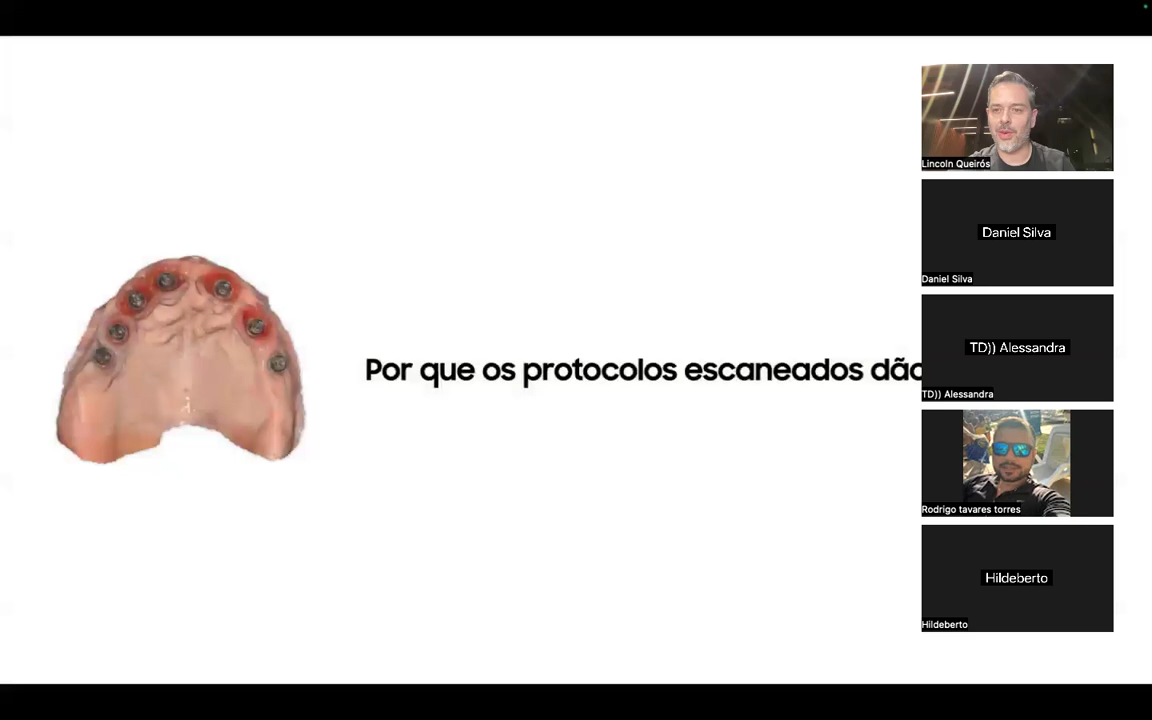 Lincoln Queirós
Daniel Silva
Daniel Silva
TD)) Alessandra
Por que os protocolos escaneados dão
TD)) Alessandra
Rodrigo tavares torres
Hildeberto
Hildeberto